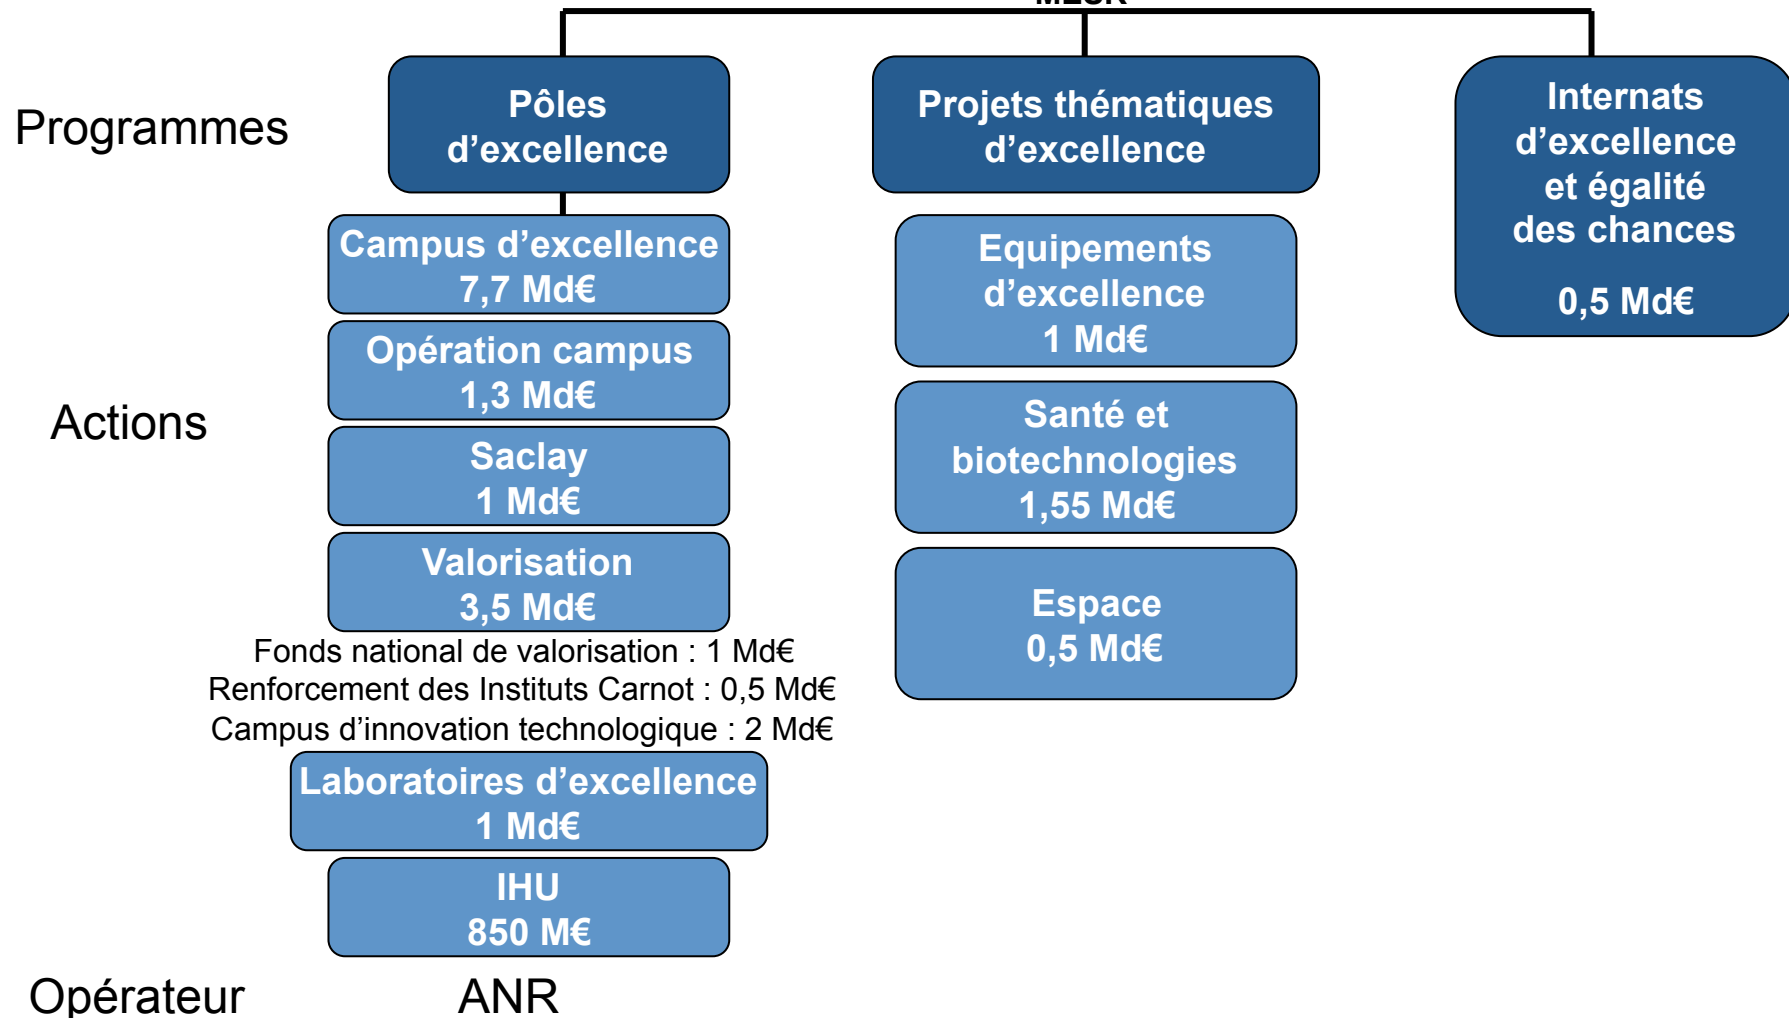 MESR
Programmes
Pôles
d’excellence
Projets thématiques
d’excellence
Internats
d’excellence
et égalité
des chances
0,5 Md€
Actions
Campus d’excellence
7,7 Md€
Opération campus
1,3 Md€
Saclay
1 Md€
Valorisation
3,5 Md€
Fonds national de valorisation : 1 Md€
Renforcement des Instituts Carnot : 0,5 Md€
Campus d’innovation technologique : 2 Md€
Laboratoires d’excellence
1 Md€
IHU
850 M€
Equipements
d’excellence
1 Md€
Santé et
biotechnologies
1,55 Md€
Espace
0,5 Md€
Opérateur
ANR